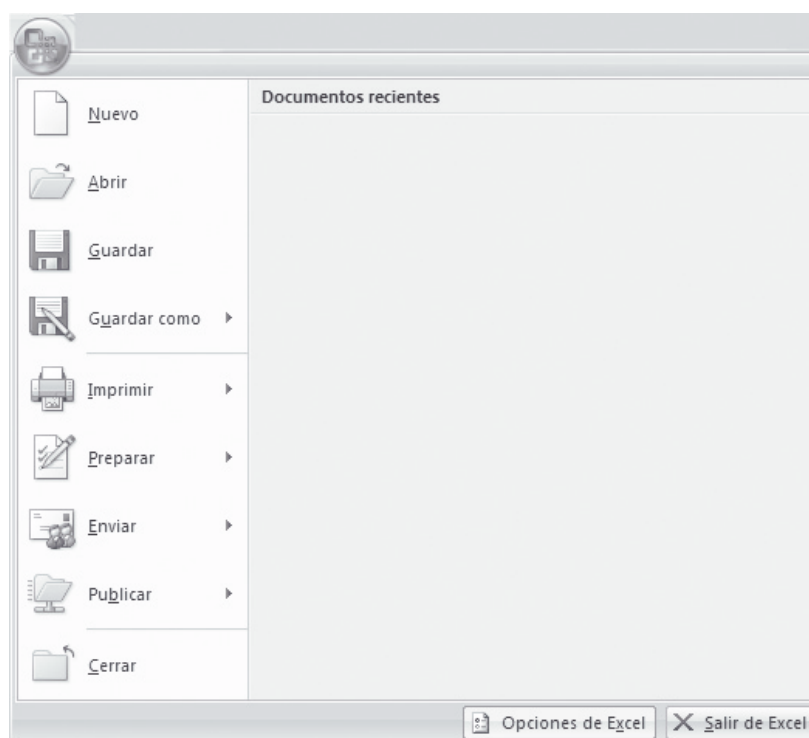 Documentos recientes
Nuevo
Abrir
Guardar
Guardar como
Imprimir
Preparar
Enviar
Publicar
Cerrar
Opciones de Excel
Salir de Excel